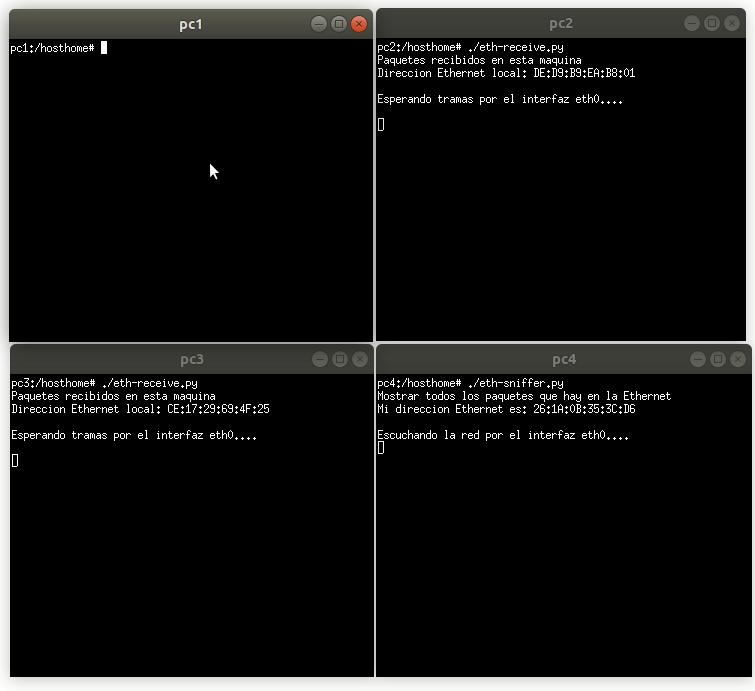 pc1
pc1:/hosthome#
pc2
pc2:/hosthome# ./eth-receive.py
Paquetes recibidos en esta maquina
Direccion Ethernet local: DE:D9:B9:EA:B8:01
Esperando tramas por el interfaz eth0....
pc3
pc3:/hosthome# ./eth-receive.py
Paquetes recibidos en esta maquina
Direccion Ethernet local: CE:17:29:69:4F:25
Esperando tramas por el interfaz eth0....
pc4
pc4:/hosthome# ./eth-sniffer.py
Mostrar todos los paquetes que hay en la Ethernet
Mi direccion Ethernet es: 26:1A:0B:35:3C:D6
Escuchando la red por el interfaz eth0....